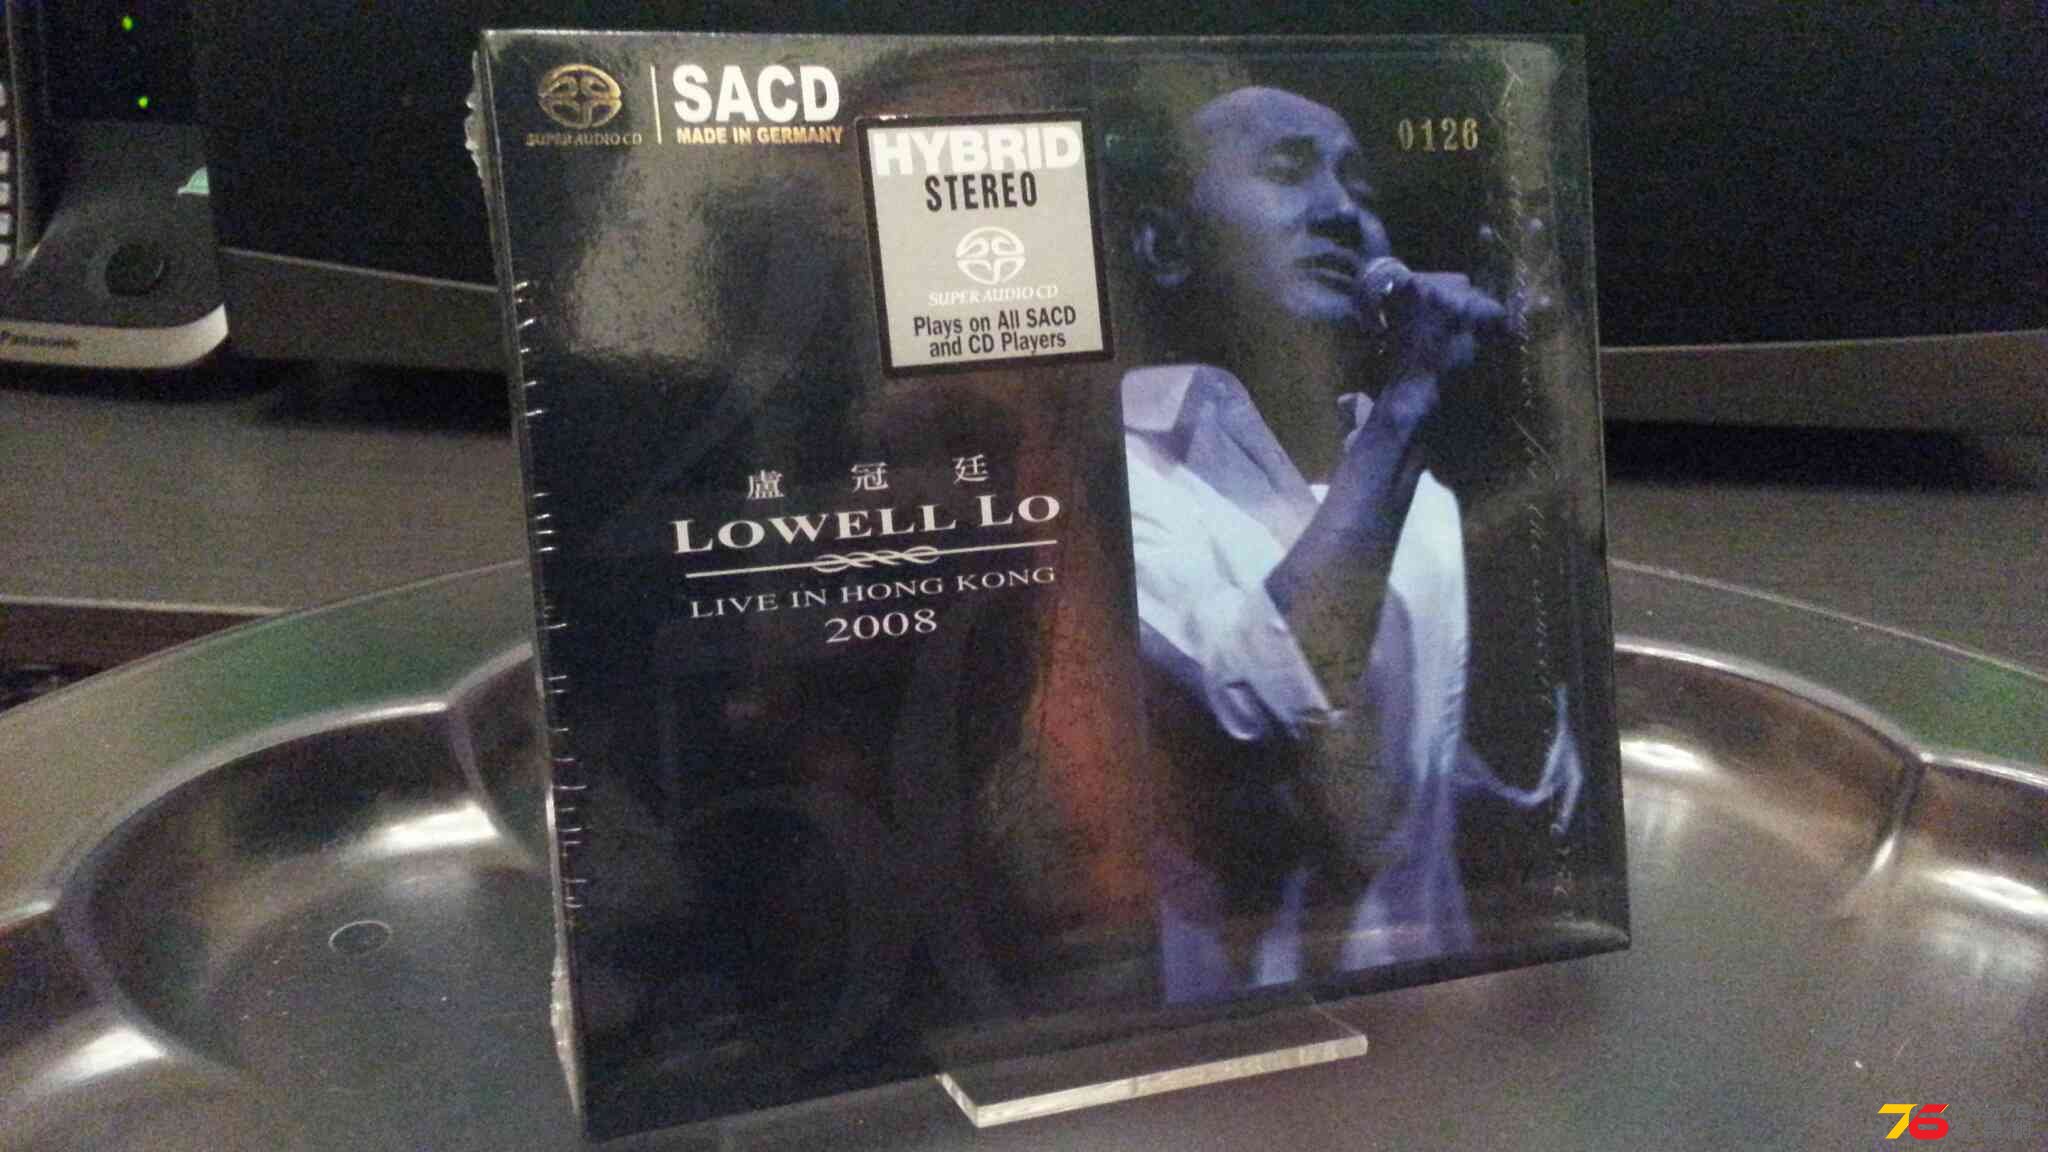 SACD
SUPER AUDIO CD
MADE IN GERMANY
HYBRID
STEREO
SUPER AUDIO CD
Plays on All SACD
and CD Players
0126
盧冠廷
LOWELL LO
LIVE IN HONG KONG
2008
Panasonic
76